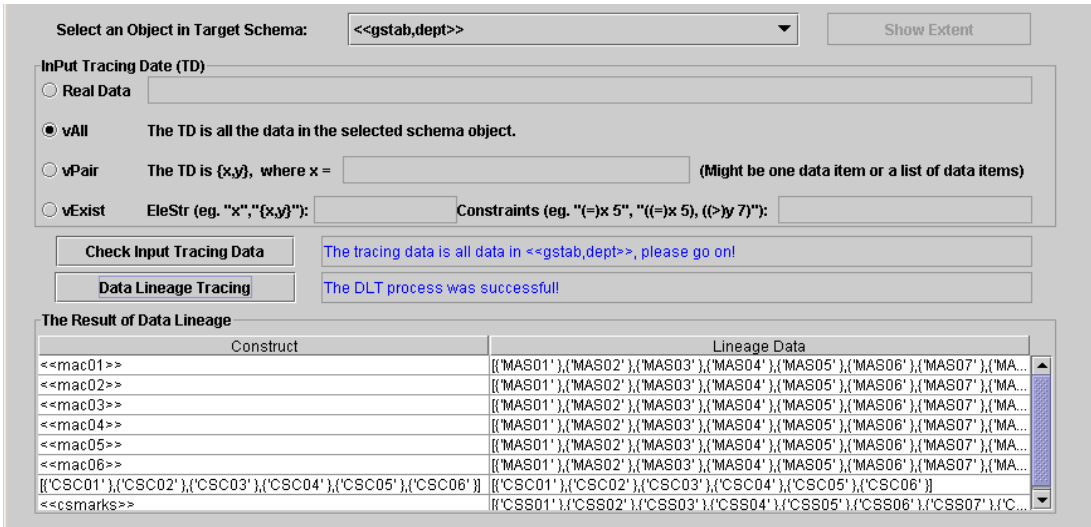 Select an Object in Target Schema: <<gstab,dept>> Show Extent
InPut Tracing Date (TD)
Real Data
vAll The TD is all the data in the selected schema object.
vPair The TD is {x,y}, where x = (Might be one data item or a list of data items)
vExist EleStr (eg. "x","{x,y}"): Constraints (eg. "(=)x 5", "((=)x 5), ((>)y 7)"):
Check Input Tracing Data The tracing data is all data in <<gstab,dept>>, please go on!
Data Lineage Tracing The DLT process was successful!
The Result of Data Lineage
Construct Lineage Data
<<mac01>> [{'MAS01' },{'MAS02' },{'MAS03' },{'MAS04' },{'MAS05' },{'MAS06' },{'MAS07' },{'MA...
<<mac02>> [{'MAS01' },{'MAS02' },{'MAS03' },{'MAS04' },{'MAS05' },{'MAS06' },{'MAS07' },{'MA...
<<mac03>> [{'MAS01' },{'MAS02' },{'MAS03' },{'MAS04' },{'MAS05' },{'MAS06' },{'MAS07' },{'MA...
<<mac04>> [{'MAS01' },{'MAS02' },{'MAS03' },{'MAS04' },{'MAS05' },{'MAS06' },{'MAS07' },{'MA...
<<mac05>> [{'MAS01' },{'MAS02' },{'MAS03' },{'MAS04' },{'MAS05' },{'MAS06' },{'MAS07' },{'MA...
<<mac06>> [{'MAS01' },{'MAS02' },{'MAS03' },{'MAS04' },{'MAS05' },{'MAS06' },{'MAS07' },{'MA...
[{'CSC01' },{'CSC02' },{'CSC03' },{'CSC04' },{'CSC05' },{'CSC06' }] [{'CSC01' },{'CSC02' },{'CSC03' },{'CSC04' },{'CSC05' },{'CSC06' }]
<<csmarks>> [{'CSS01' },{'CSS02' },{'CSS03' },{'CSS04' },{'CSS05' },{'CSS06' },{'CSS07' },{'C...